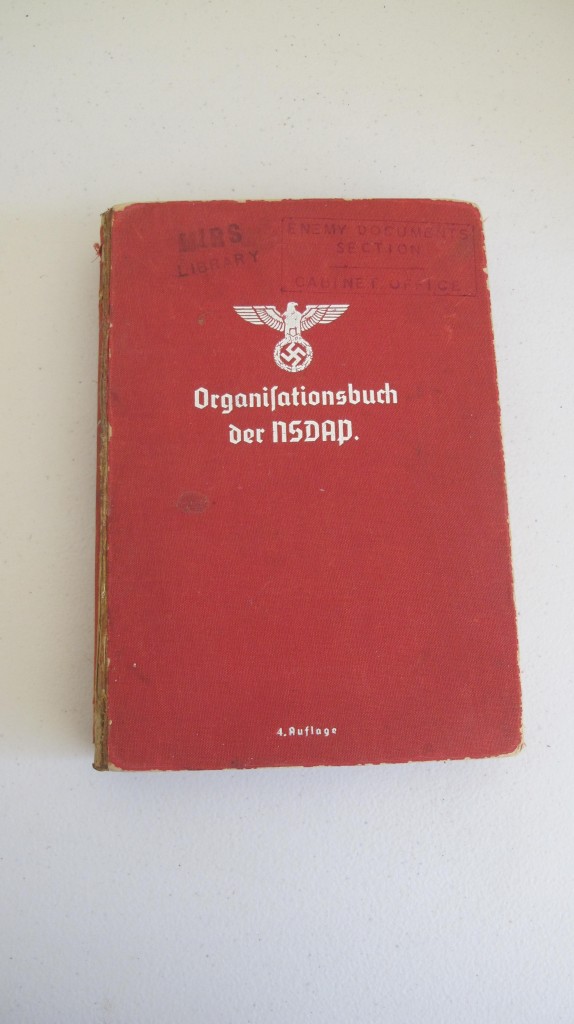 MIRS
LIBRARY
ENEMY DOCUMENTS
SECTION
CABINET OFFICE
Organiſationsbuch
der NSDAP.
4. Auflage